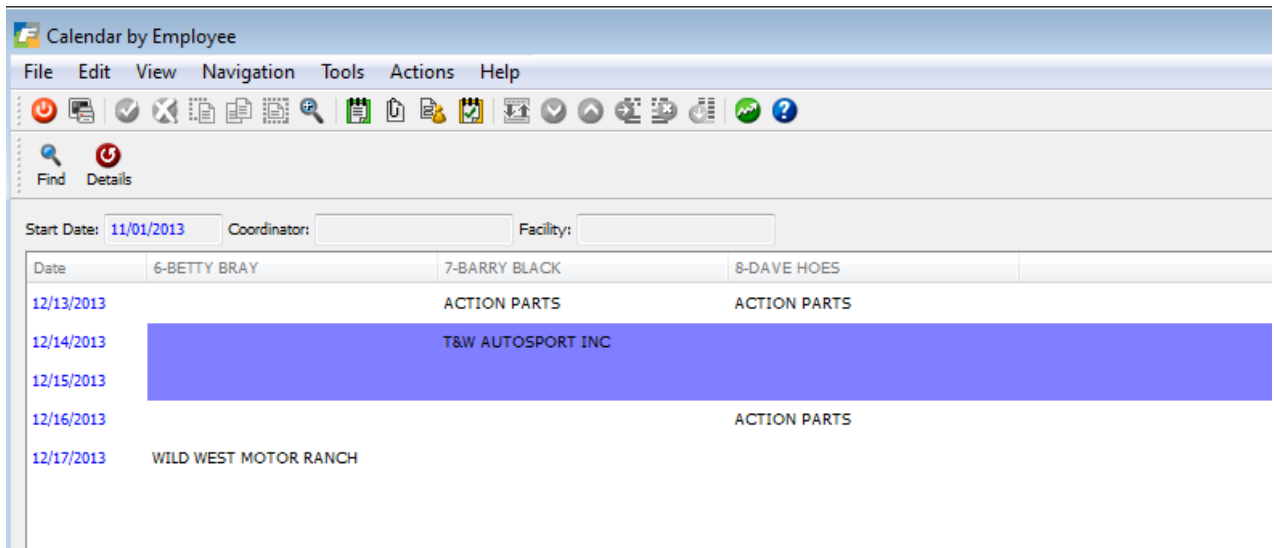 Calendar by Employee
File Edit View Navigation Tools Actions Help
Find Details
Start Date: 11/01/2013 Coordinator: Facility:
Date 6-BETTY BRAY 7-BARRY BLACK 8-DAVE HOES
12/13/2013 ACTION PARTS ACTION PARTS
12/14/2013 T&W AUTOSPORT INC
12/15/2013
12/16/2013 ACTION PARTS
12/17/2013 WILD WEST MOTOR RANCH